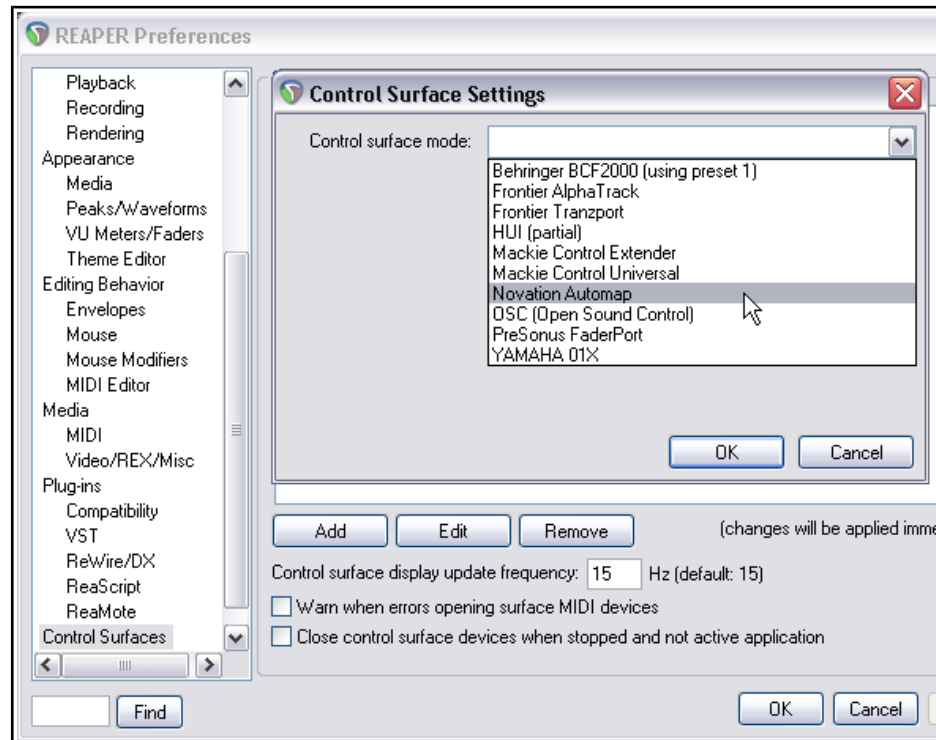 REAPER Preferences
Playback
Recording
Rendering
Appearance
Media
Peaks/Waveforms
VU Meters/Faders
Theme Editor
Editing Behavior
Envelopes
Mouse
Mouse Modifiers
MIDI Editor
Media
MIDI
Video/REX/Misc
Plug-ins
Compatibility
VST
ReWire/DX
ReaScript
ReaMote
Control Surfaces
Find
Control Surface Settings
Control surface mode:
Behringer BCF2000 (using preset 1)
Frontier AlphaTrack
Frontier Tranzport
HUI (partial)
Mackie Control Extender
Mackie Control Universal
Novation Automap
OSC (Open Sound Control)
PreSonus FaderPort
YAMAHA 01X
OK Cancel
Add Edit Remove (changes will be applied imme
Control surface display update frequency: 15 Hz (default: 15)
Warn when errors opening surface MIDI devices
Close control surface devices when stopped and not active application
OK Cancel